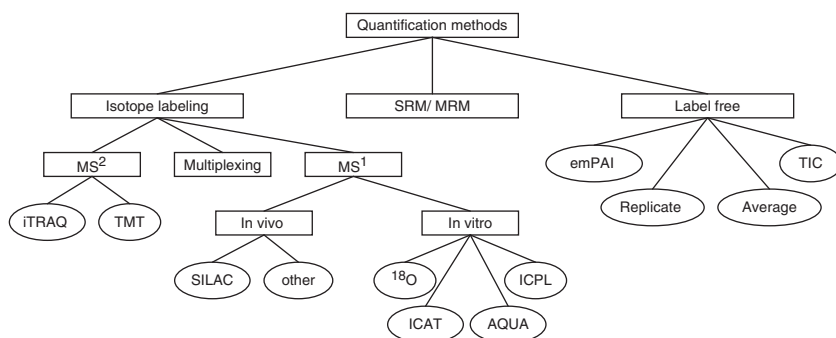 Quantification methods
Isotope labeling
SRM/ MRM
Label free
MS²
Multiplexing
MS¹
emPAI
TIC
iTRAQ
TMT
Replicate
Average
In vivo
In vitro
SILAC
other
¹⁸O
ICPL
ICAT
AQUA